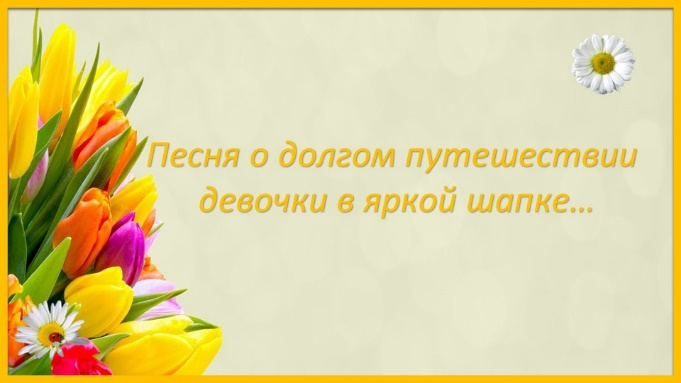 Песня о долгом путешествии
девочки в яркой шапке...